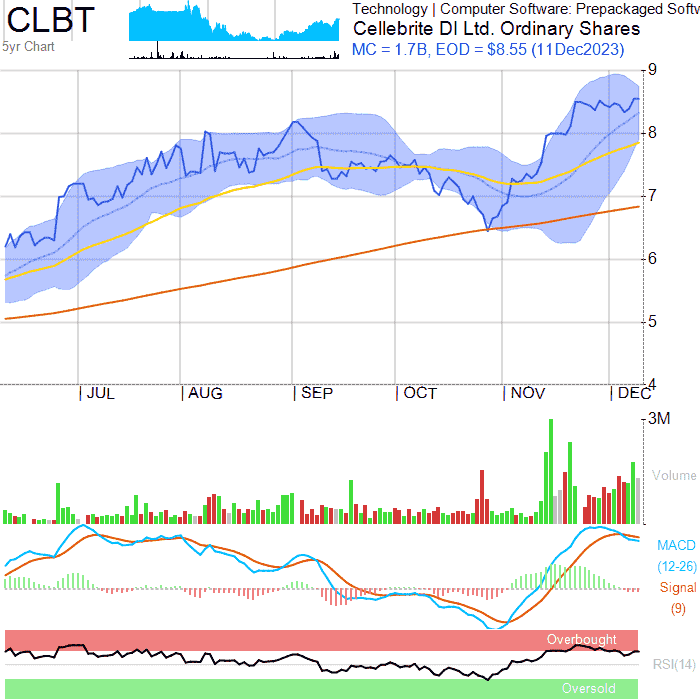 CLBT
5yr Chart
Technology | Computer Software: Prepackaged Softw
Cellebrite DI Ltd. Ordinary Shares
MC = 1.7B, EOD = $8.55 (11Dec2023)
9
8
7
6
5
4
JUL AUG SEP OCT NOV DEC
3M
Volume
MACD
(12-26)
Signal
(9)
Overbought
RSI(14)
Oversold